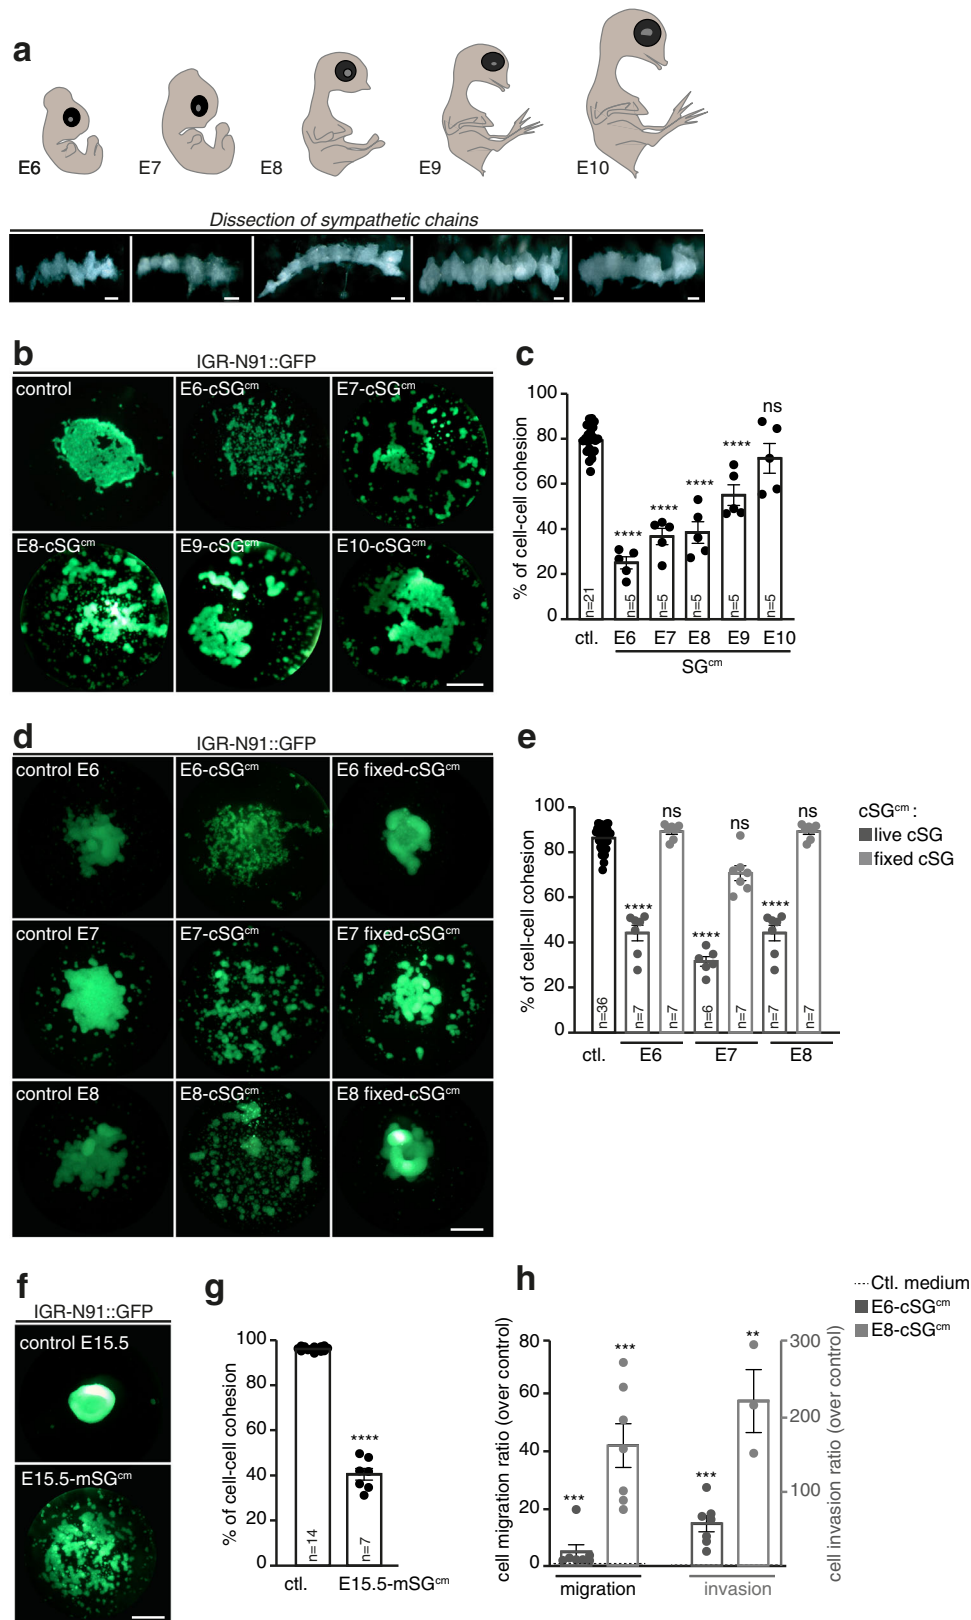 a
E6
E7
E8
E9
E10
Dissection of sympathetic chains
b
IGR-N91::GFP
control
E6-cSGcm
E7-cSGcm
E8-cSGcm
E9-cSGcm
E10-cSGcm
c
% of cell-cell cohesion
100
80
60
40
20
0
****
****
****
****
ns
n=21
n=5
n=5
n=5
n=5
n=5
ctl.
E6
E7
E8
E9
E10
SGcm
d
IGR-N91::GFP
control E6
E6-cSGcm
E6 fixed-cSGcm
control E7
E7-cSGcm
E7 fixed-cSGcm
control E8
E8-cSGcm
E8 fixed-cSGcm
e
% of cell-cell cohesion
100
80
60
40
20
0
****
ns
****
ns
****
ns
n=36
n=7
n=7
n=6
n=7
n=7
n=7
ctl.
E6
E7
E8
cSGcm :
live cSG
fixed cSG
f
IGR-N91::GFP
control E15.5
E15.5-mSGcm
g
% of cell-cell cohesion
100
80
60
40
20
0
****
n=14
n=7
ctl.
E15.5-mSGcm
h
Ctl. medium
E6-cSGcm
E8-cSGcm
cell migration ratio (over control)
80
60
40
20
0
***
***
***
**
300
200
100
cell invasion ratio (over control)
migration
invasion